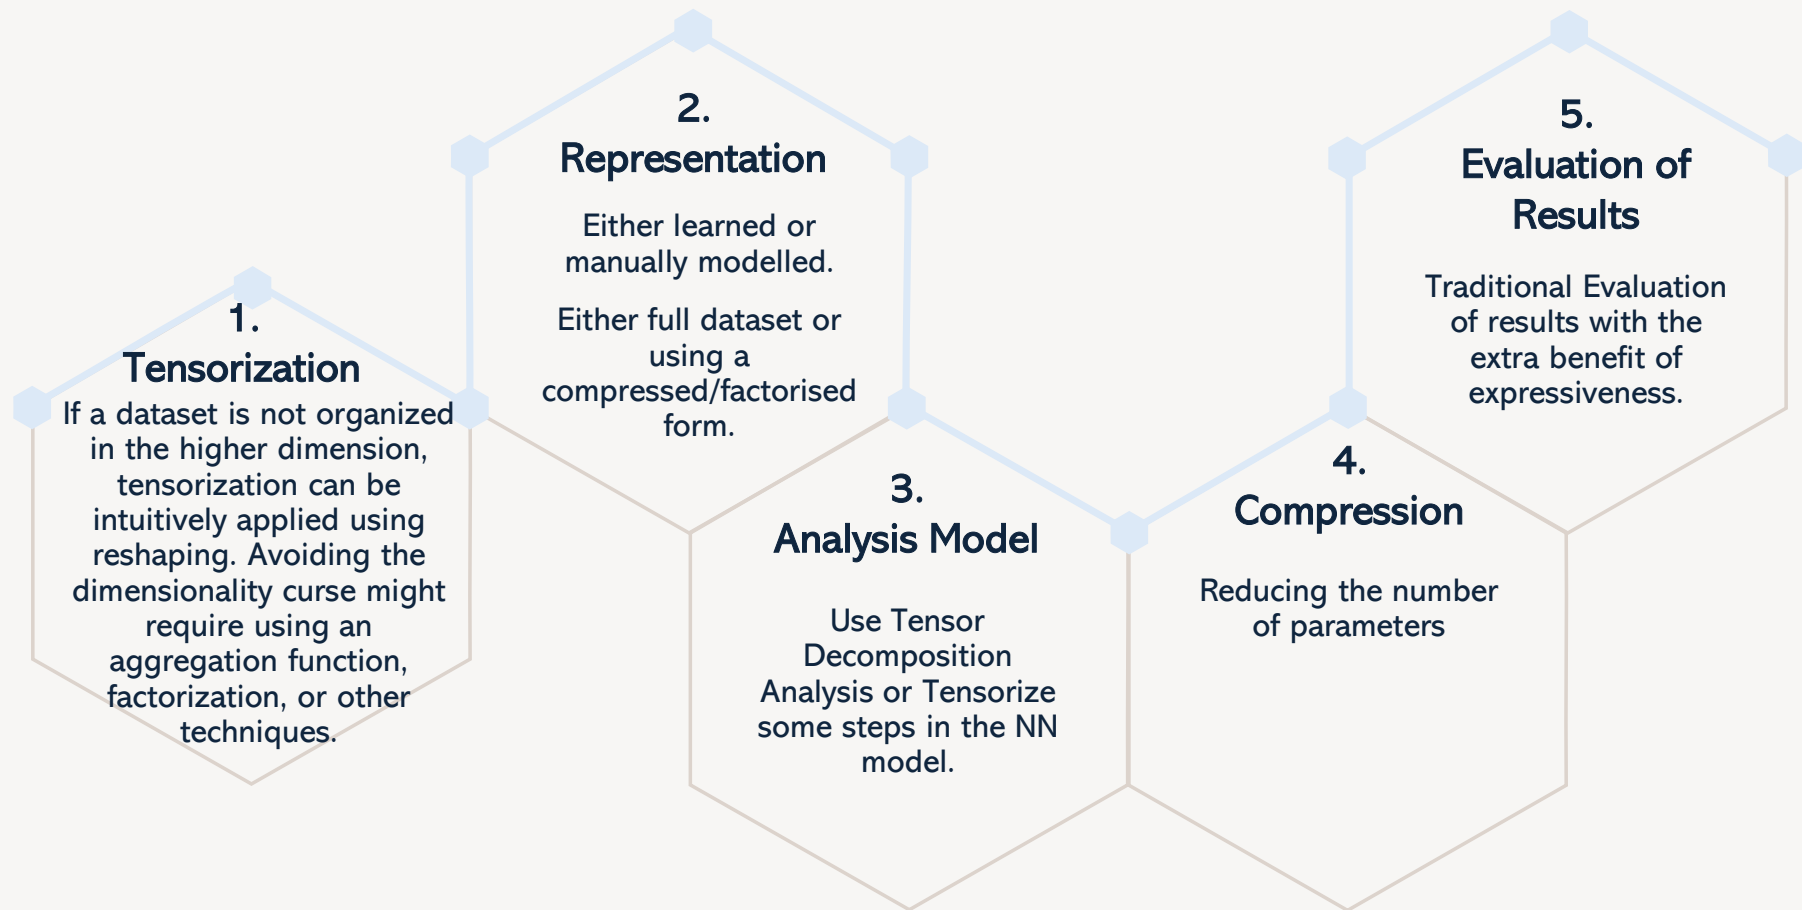 1.
Tensorization
If a dataset is not organized
in the higher dimension,
tensorization can be
intuitively applied using
reshaping. Avoiding the
dimensionality curse might
require using an
aggregation function,
factorization, or other
techniques.
2.
Representation
Either learned or
manually modelled.
Either full dataset or
using a
compressed/factorised
form.
3.
Analysis Model
Use Tensor
Decomposition
Analysis or Tensorize
some steps in the NN
model.
4.
Compression
Reducing the number
of parameters
5.
Evaluation of
Results
Traditional Evaluation
of results with the
extra benefit of
expressiveness.